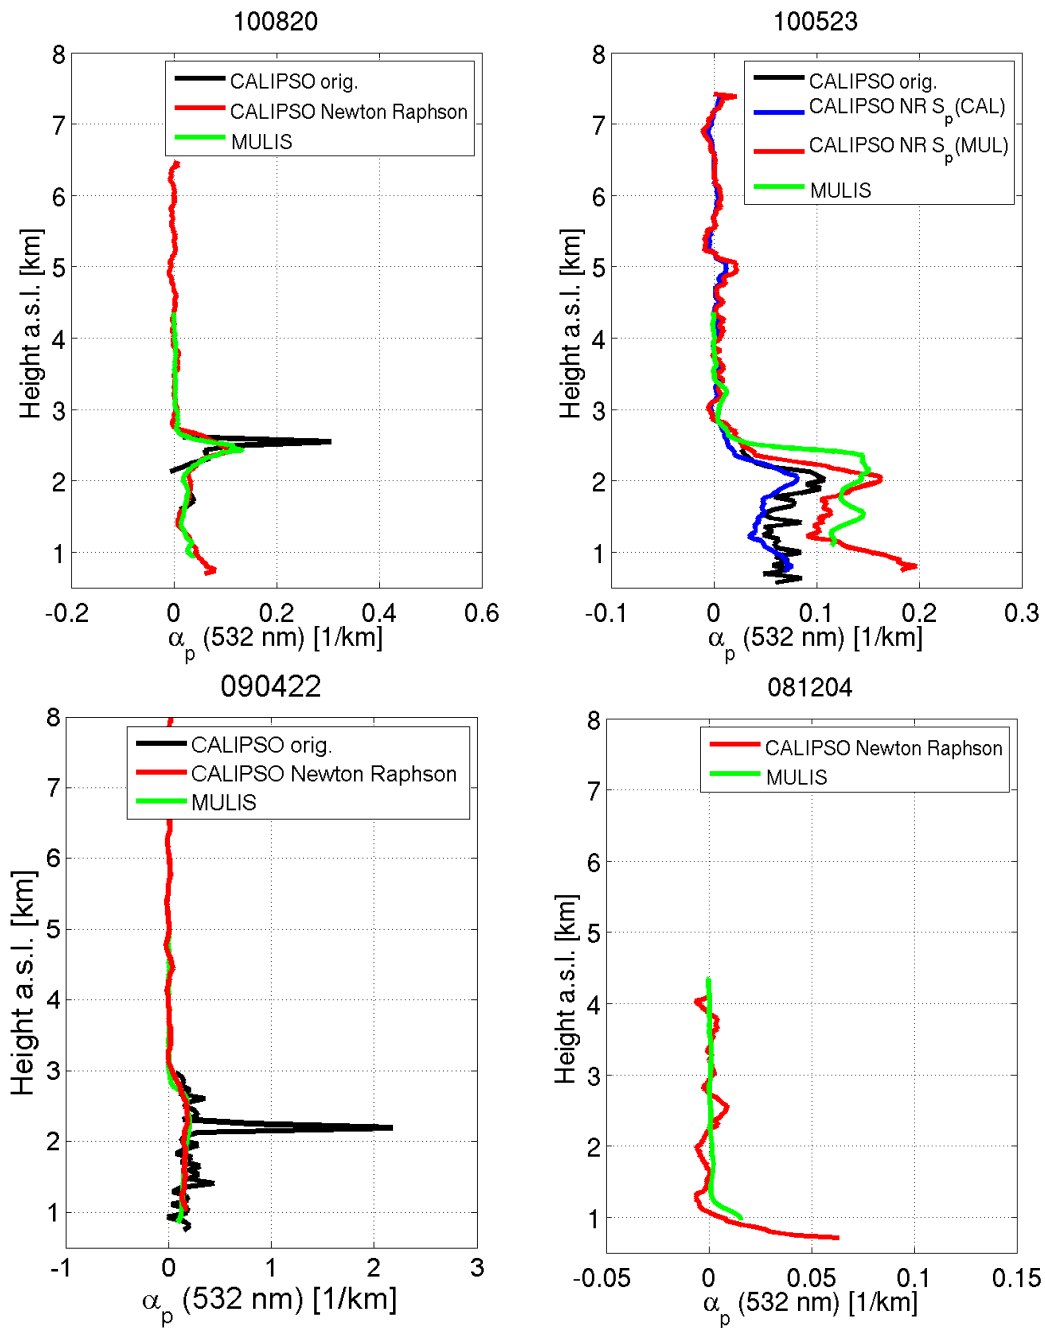 100820
8
7
6
5
4
3
2
1
-0.2
0
0.2
0.4
0.6
Height a.s.l. [km]
α_p (532 nm) [1/km]
CALIPSO orig.
CALIPSO Newton Raphson
MULIS
100523
8
7
6
5
4
3
2
1
-0.1
0
0.1
0.2
0.3
Height a.s.l. [km]
α_p (532 nm) [1/km]
CALIPSO orig.
CALIPSO NR S_p(CAL)
CALIPSO NR S_p(MUL)
MULIS
090422
8
7
6
5
4
3
2
1
-1
0
1
2
3
Height a.s.l. [km]
α_p (532 nm) [1/km]
CALIPSO orig.
CALIPSO Newton Raphson
MULIS
081204
8
7
6
5
4
3
2
1
-0.05
0
0.05
0.1
0.15
Height a.s.l. [km]
α_p (532 nm) [1/km]
CALIPSO Newton Raphson
MULIS